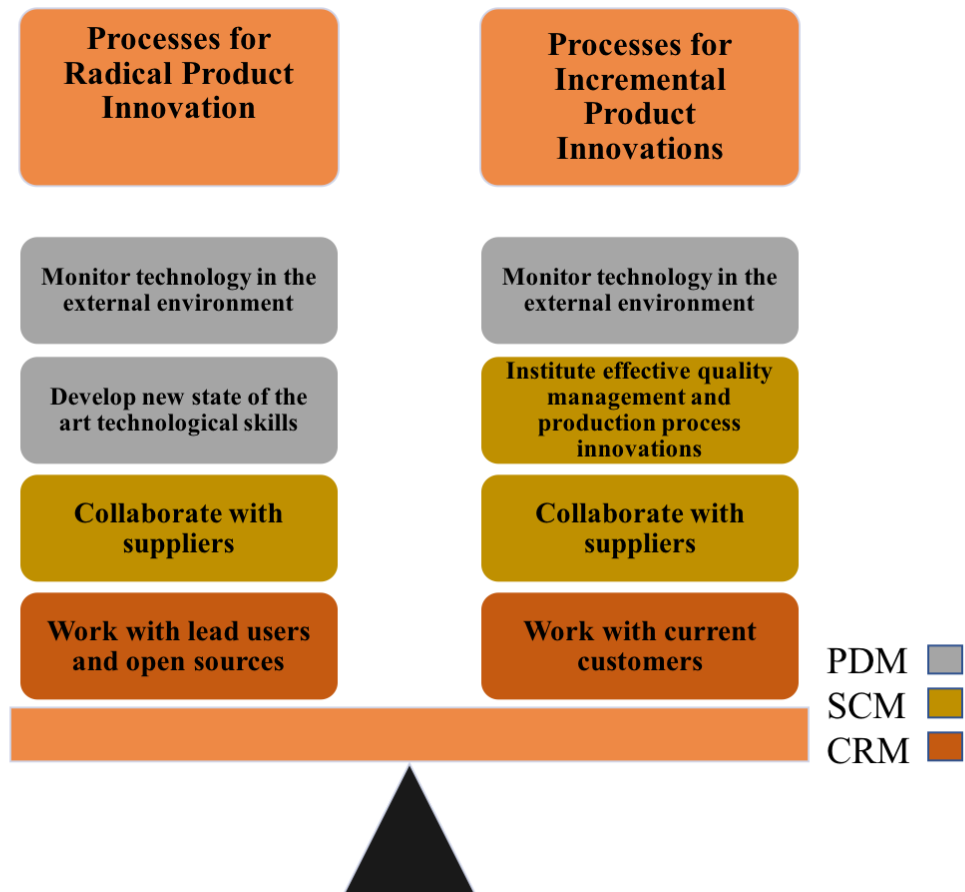 Processes for
Radical Product
Innovation
Processes for
Incremental
Product
Innovations
Monitor technology in the
external environment
Monitor technology in the
external environment
Develop new state of the
art technological skills
Institute effective quality
management and
production process
innovations
Collaborate with
suppliers
Collaborate with
suppliers
Work with lead users
and open sources
Work with current
customers
PDM
SCM
CRM